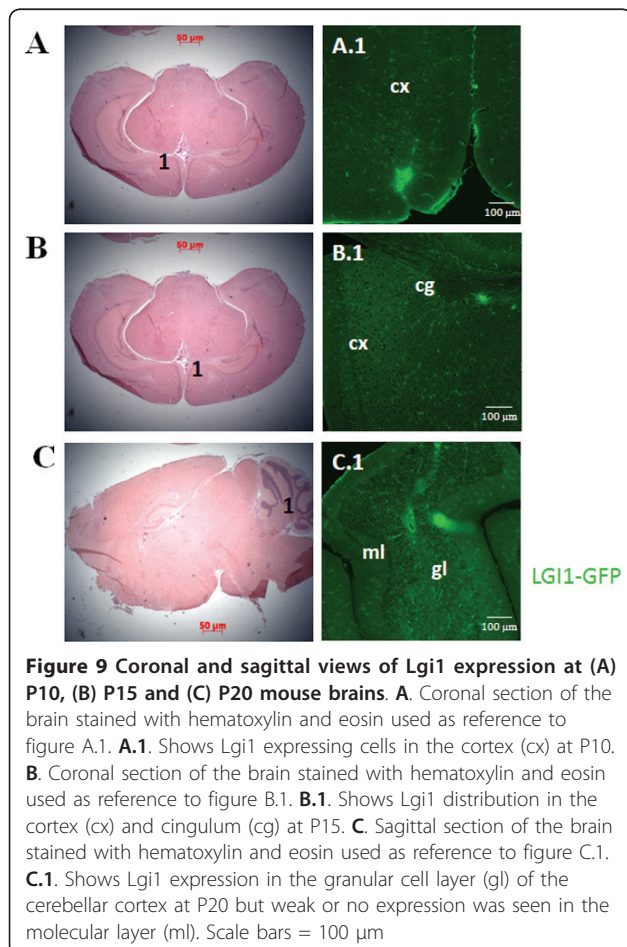 A
50 µm
1
A.1
cx
100 µm
B
50 µm
1
B.1
cg
cx
100 µm
C
1
50 µm
C.1
ml
gl
100 µm
LGI1-GFP
Figure 9 Coronal and sagittal views of Lgi1 expression at (A)
P10, (B) P15 and (C) P20 mouse brains. A. Coronal section of the
brain stained with hematoxylin and eosin used as reference to
figure A.1. A.1. Shows Lgi1 expressing cells in the cortex (cx) at P10.
B. Coronal section of the brain stained with hematoxylin and eosin
used as reference to figure B.1. B.1. Shows Lgi1 distribution in the
cortex (cx) and cingulum (cg) at P15. C. Sagittal section of the brain
stained with hematoxylin and eosin used as reference to figure C.1.
C.1. Shows Lgi1 expression in the granular cell layer (gl) of the
cerebellar cortex at P20 but weak or no expression was seen in the
molecular layer (ml). Scale bars = 100 µm